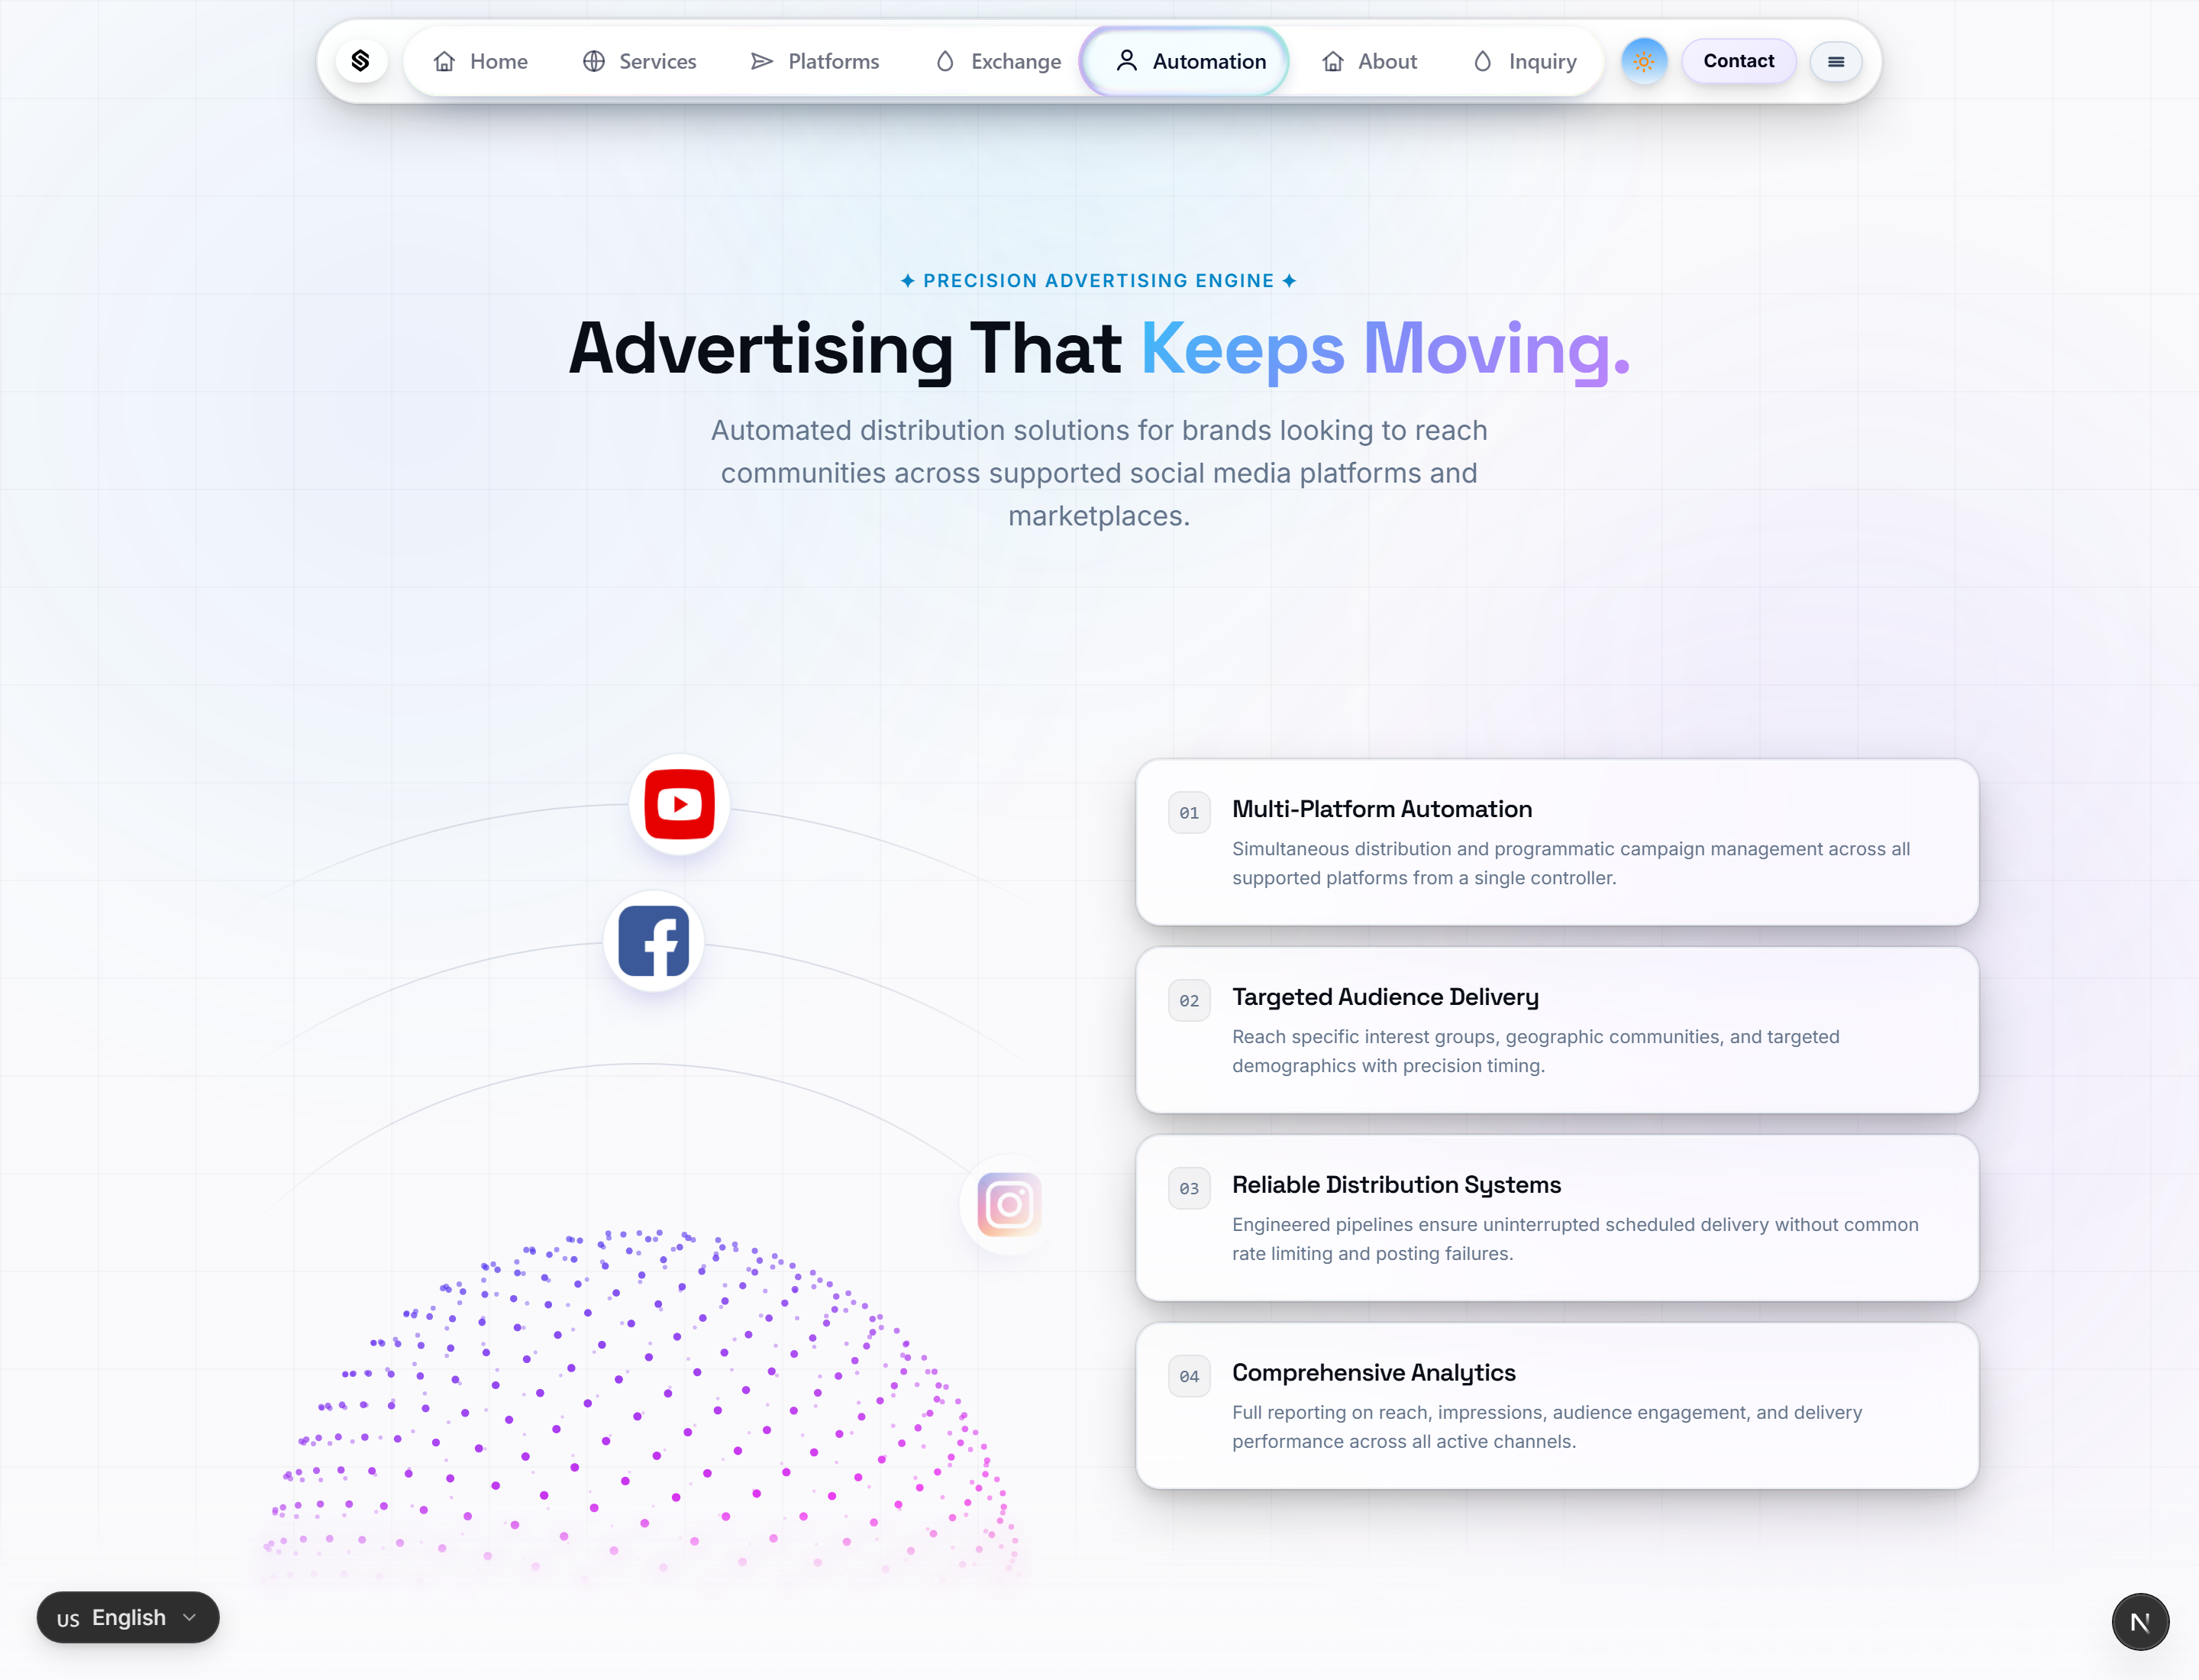 Home
Services
Platforms
Exchange
Automation
About
Inquiry
Contact
✦ PRECISION ADVERTISING ENGINE ✦
Advertising That Keeps Moving.
Automated distribution solutions for brands looking to reach
communities across supported social media platforms and
marketplaces.
01
Multi-Platform Automation
Simultaneous distribution and programmatic campaign management across all
supported platforms from a single controller.
02
Targeted Audience Delivery
Reach specific interest groups, geographic communities, and targeted
demographics with precision timing.
03
Reliable Distribution Systems
Engineered pipelines ensure uninterrupted scheduled delivery without common
rate limiting and posting failures.
04
Comprehensive Analytics
Full reporting on reach, impressions, audience engagement, and delivery
performance across all active channels.
US English
N